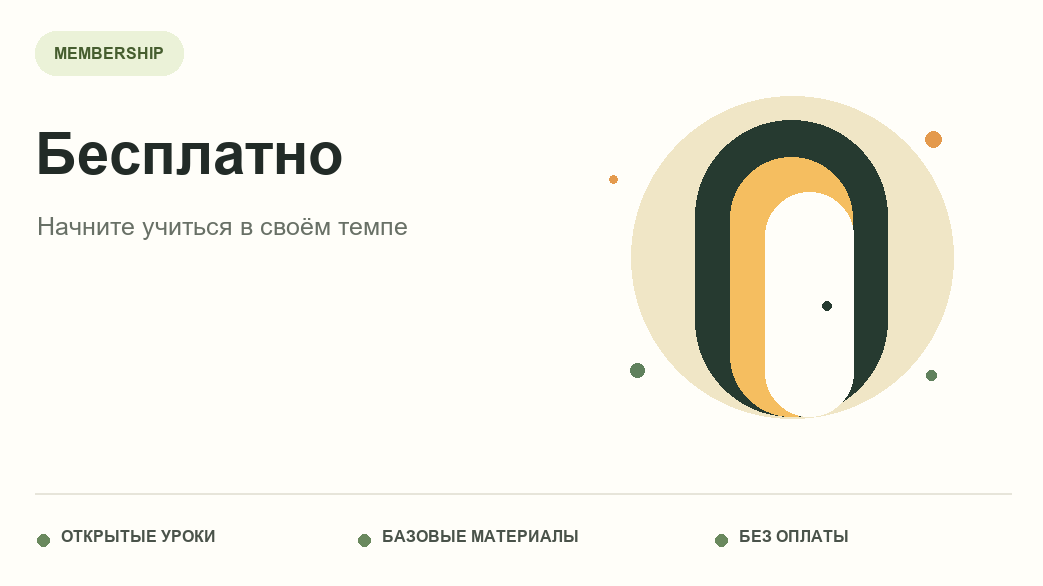 MEMBERSHIP
Бесплатно
Начните учиться в своём темпе
ОТКРЫТЫЕ УРОКИ
БАЗОВЫЕ МАТЕРИАЛЫ
БЕЗ ОПЛАТЫ